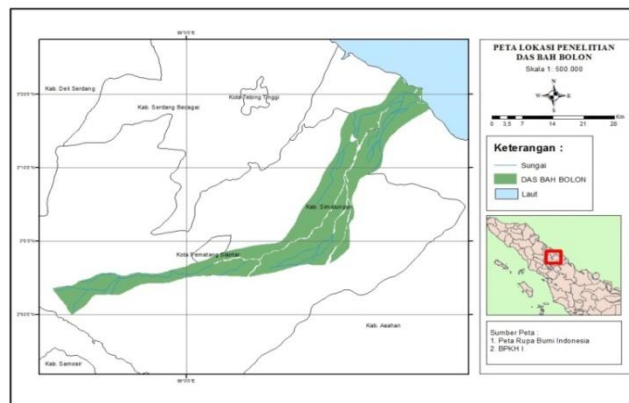 Kab. Deli Serdang
Kab. Serdang Bedagai
Kota Tebing Tinggi
Kab. Simalungun
Kota Pematang Siantar
Kab. Asahan
Kab. Samosir
PETA LOKASI PENELITIAN
DAS BAH BOLON
Skala 1: 500.000
N
W E
S
0 3,5 7 14 21 28
Km
Keterangan :
Sungai
DAS BAH BOLON
Laut
Sumber Peta :
1. Peta Rupa Bumi Indonesia
2. BPKH I